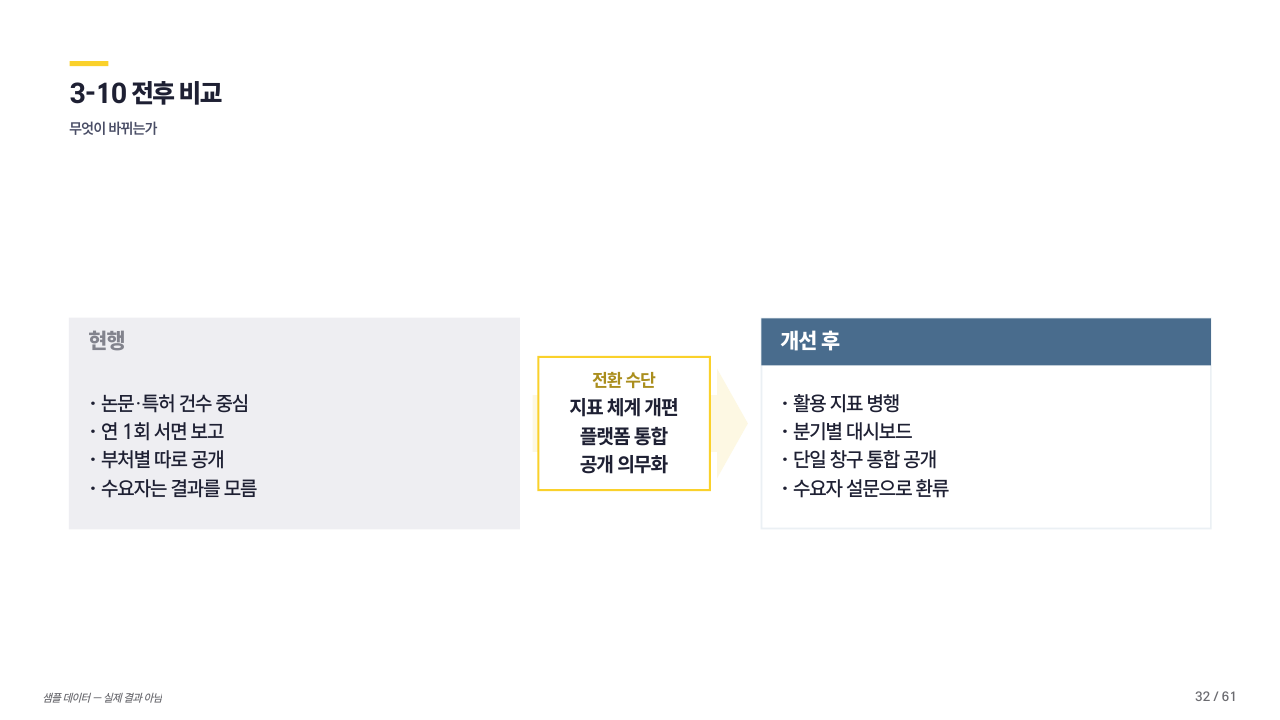 3-10 전후 비교
무엇이 바뀌는가
현행
· 논문·특허 건수 중심
· 연 1회 서면 보고
· 부처별 따로 공개
· 수요자는 결과를 모름
전환 수단
지표 체계 개편
플랫폼 통합
공개 의무화
개선 후
· 활용 지표 병행
· 분기별 대시보드
· 단일 창구 통합 공개
· 수요자 설문으로 환류
샘플 데이터 — 실제 결과 아님
32 / 61